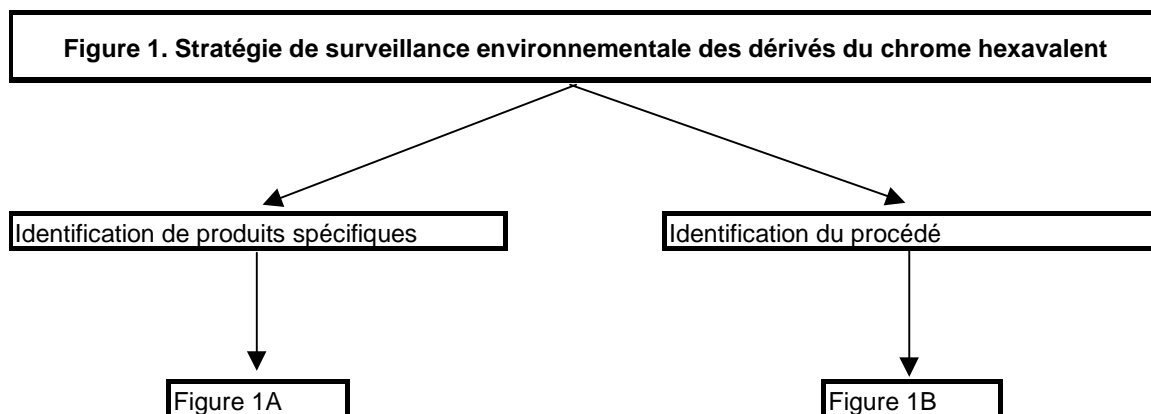 Figure 1. Stratégie de surveillance environnementale des dérivés du chrome hexavalent
Identification de produits spécifiques
Identification du procédé
Figure 1A
Figure 1B